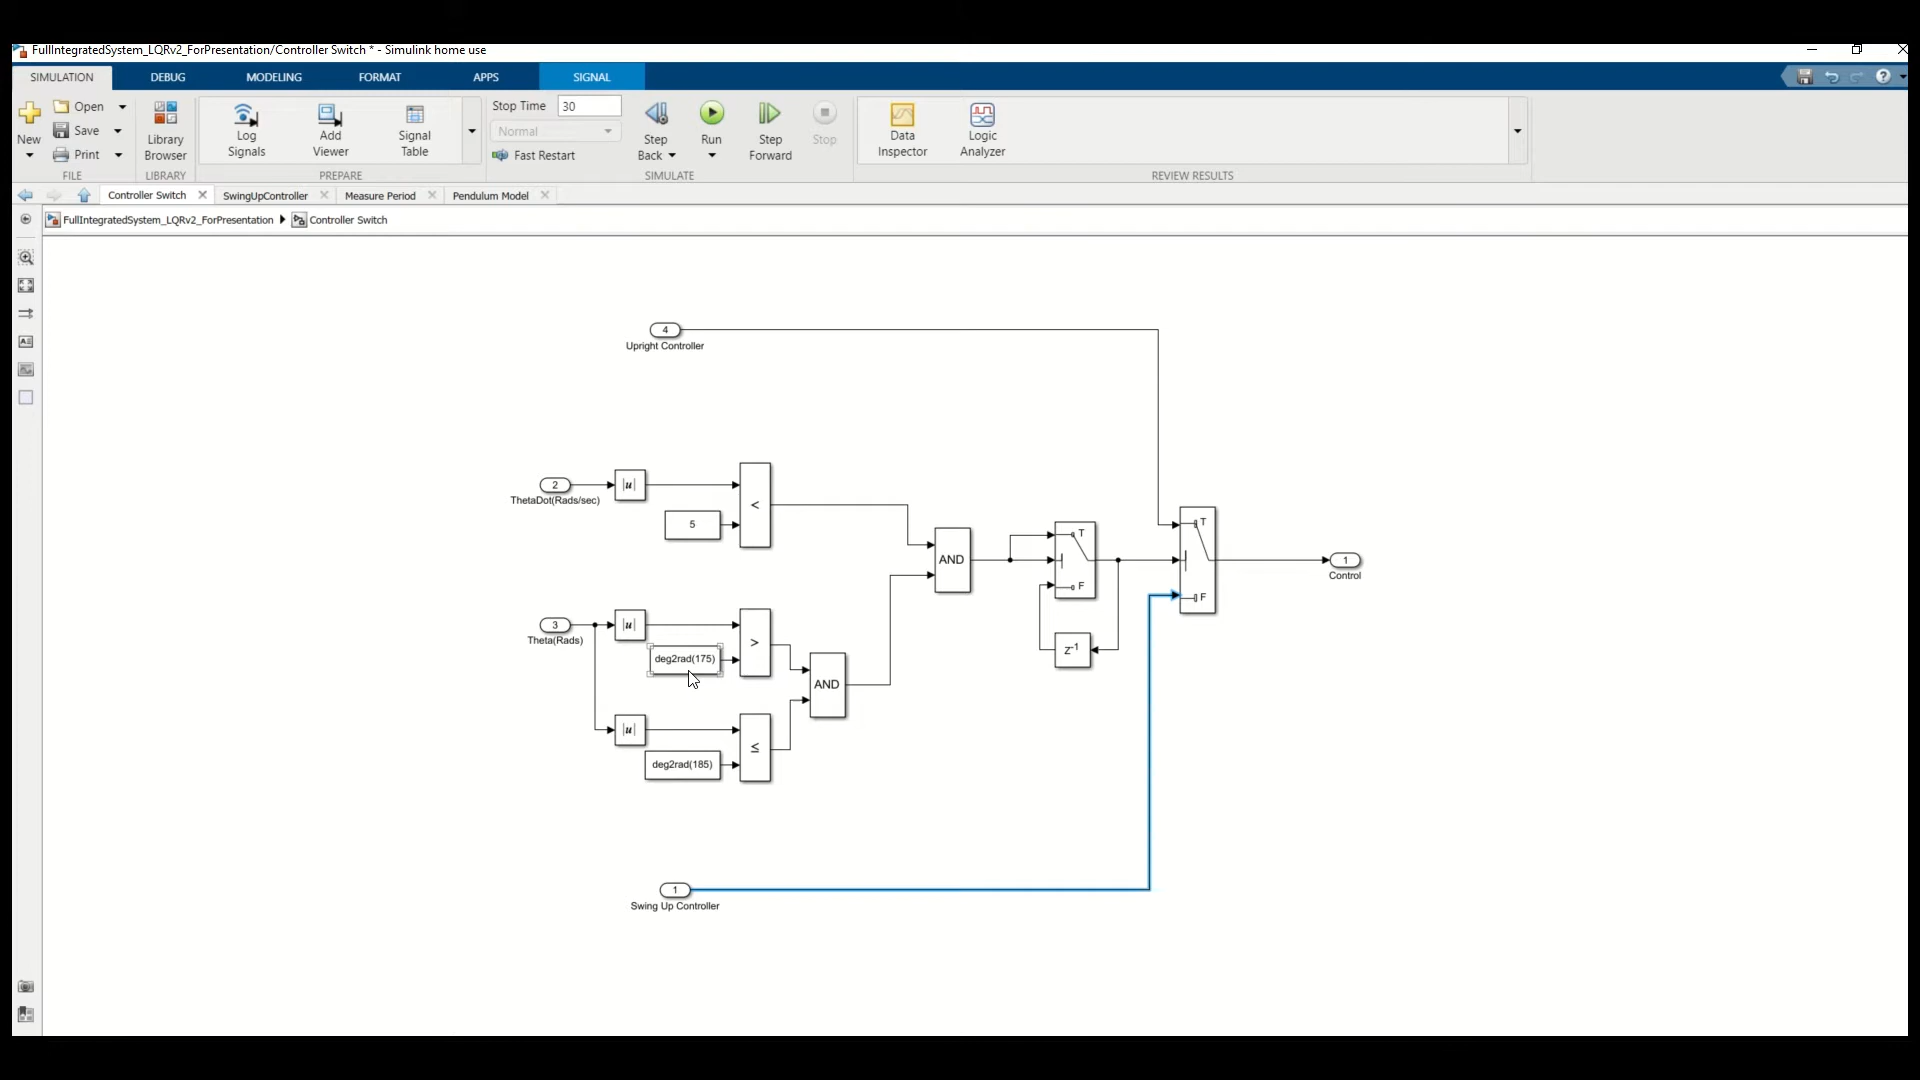 FullIntegratedSystem_LQRv2_ForPresentation/Controller Switch * - Simulink home use
SIMULATION DEBUG MODELING FORMAT APPS SIGNAL
New
Open
Save
Print
FILE
Library
Browser
LIBRARY
Log
Signals
Add
Viewer
Signal
Table
PREPARE
Stop Time 30
Normal
Fast Restart
Step
Back
Run
Step
Forward
Stop
SIMULATE
Data
Inspector
Logic
Analyzer
REVIEW RESULTS
Controller Switch SwingUpController Measure Period Pendulum Model
FullIntegratedSystem_LQRv2_ForPresentation Controller Switch
4
Upright Controller
2
ThetaDot(Rads/sec)
|u|
5
<
AND
T
F
T
F
1
Control
3
Theta(Rads)
|u|
deg2rad(175)
>
AND
Z-1
|u|
deg2rad(185)
≤
1
Swing Up Controller